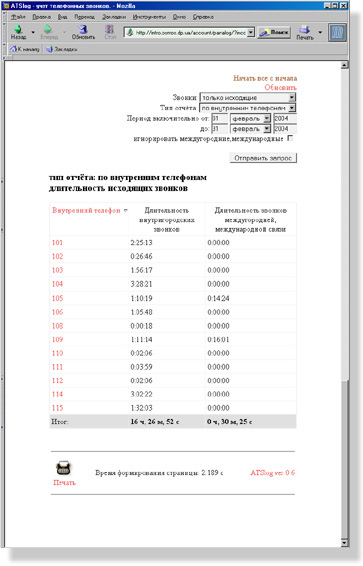 ATSlog - учет телефонных звонков. - Mozilla
Файл Правка Вид Переход Закладки Инструменты Окно Справка
Назад Вперед Обновить Стоп Поиск Печать
К началу Закладки
Начать все с начала
Обновить
Звонки: только исходящие
Тип отчёта: по внутренним телефонам
Период включительно от: 01 февраль 2004
до: 31 февраль 2004
игнорировать междугородние,международные
Отправить запрос
тип отчёта: по внутренним телефонам
длительность исходящих звонков
Внутренний телефон Длительность внутригородских звонков Длительность звонков междугородней, международной связи
101 2:25:13 0:00:00
102 0:26:46 0:00:00
103 1:56:17 0:00:00
104 3:28:21 0:00:00
105 1:10:19 0:14:24
106 1:05:48 0:00:00
108 0:00:18 0:00:00
109 1:11:14 0:16:01
110 0:02:06 0:00:00
111 0:03:59 0:00:00
112 0:02:06 0:00:00
114 3:02:22 0:00:00
115 1:32:03 0:00:00
Итог: 16 ч, 26 м, 52 с 0 ч, 30 м, 25 с
Печать
Время формирования страницы: 2.189 с
ATSlog ver 0.6